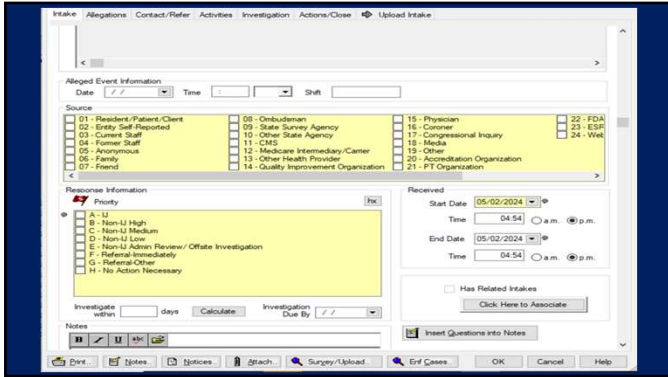 Intake Allegations Contact/Refer Activities Investigation Actions/Close Upload Intake
Alleged Event Information
Date / / Time : Shift
Source
01 - Resident/Patient/Client
02 - Entity Self-Reported
03 - Current Staff
04 - Former Staff
05 - Anonymous
06 - Family
07 - Friend
08 - Ombudsman
09 - State Survey Agency
10 - Other State Agency
11 - CMS
12 - Medicare Intermediary/Carrier
13 - Other Health Provider
14 - Quality Improvement Organization
15 - Physician
16 - Coroner
17 - Congressional Inquiry
18 - Media
19 - Other
20 - Accreditation Organization
21 - PT Organization
22 - FDA
23 - ESR
24 - Web
Response Information
Priority hx
A - IJ
B - Non-IJ High
C - Non-IJ Medium
D - Non-IJ Low
E - Non-IJ Admin Review/ Offsite Investigation
F - Referral-Immediately
G - Referral-Other
H - No Action Necessary
Investigate within days Calculate Investigation Due By / /
Received
Start Date 05/02/2024
Time 04:54 a.m. p.m.
End Date 05/02/2024
Time 04:54 a.m. p.m.
Has Related Intakes
Click Here to Associate
Notes
B I U abc
Insert Questions into Notes
Print.. Notes.. Notices.. Attach.. Survey/Upload.. Enf Cases.. OK Cancel Help